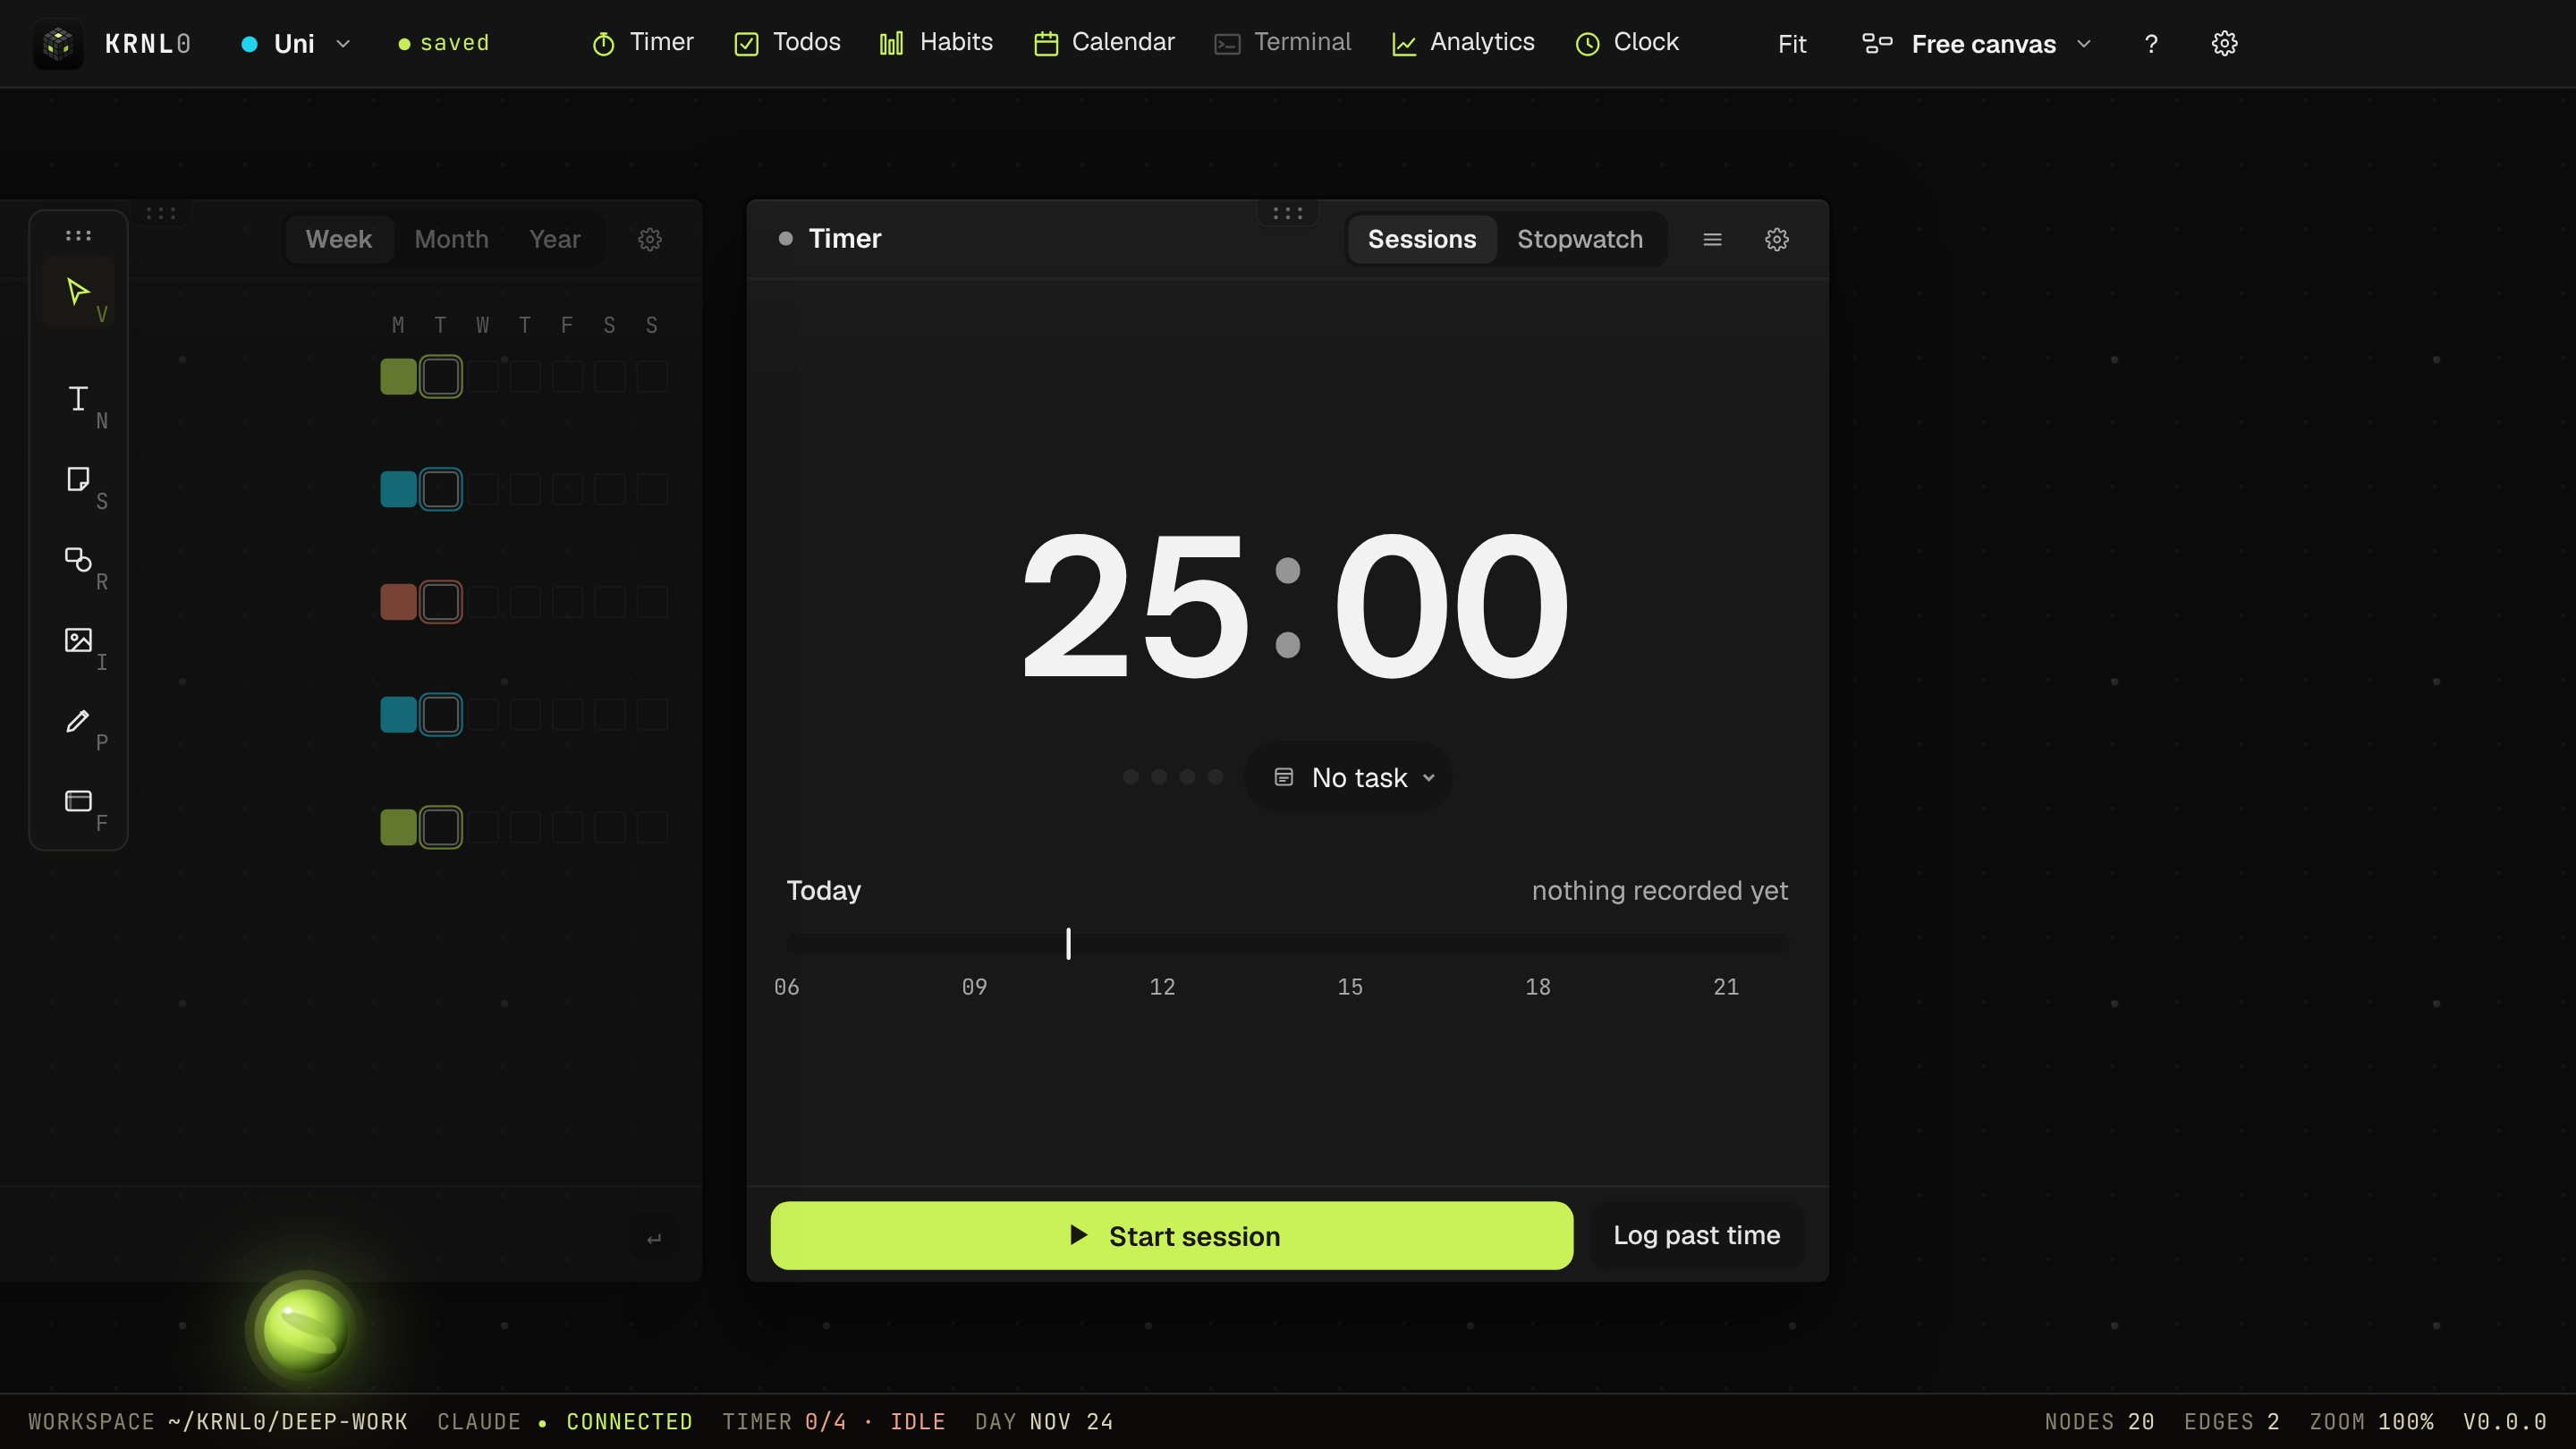 KRNL0 Uni saved Timer Todos Habits Calendar Terminal Analytics Clock Fit Free canvas ?
Week Month Year
M T W T F S S
V
N
S
R
I
P
F
Timer Sessions Stopwatch
25:00
No task
Today nothing recorded yet
06 09 12 15 18 21
Start session Log past time
WORKSPACE ~/KRNL0/DEEP-WORK CLAUDE • CONNECTED TIMER 0/4 · IDLE DAY NOV 24 NODES 20 EDGES 2 ZOOM 100% V0.0.0